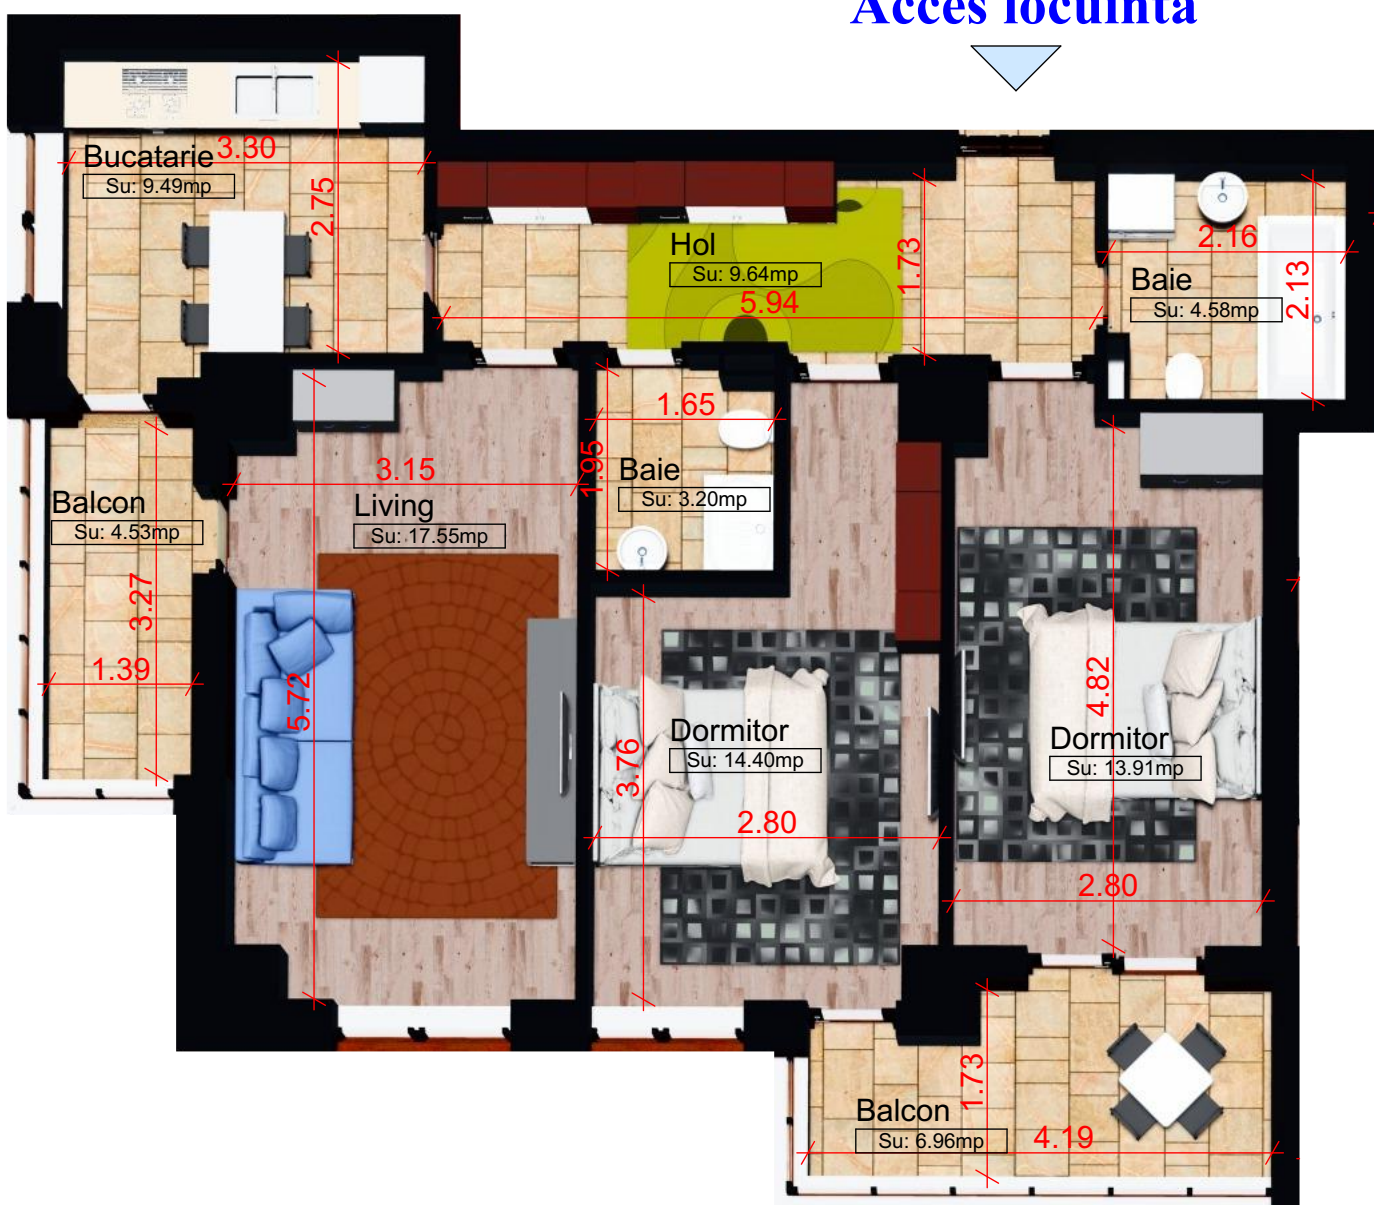 Acces locuinta
Bucatarie
Su: 9.49mp
3.30
2.75
Hol
Su: 9.64mp
5.94
1.73
Baie
Su: 4.58mp
2.16
2.13
Balcon
Su: 4.53mp
3.27
1.39
3.15
Living
Su: 17.55mp
5.72
1.65
1.95
Baie
Su: 3.20mp
Dormitor
Su: 14.40mp
3.76
2.80
Dormitor
Su: 13.91mp
4.82
2.80
Balcon
Su: 6.96mp
1.73
4.19